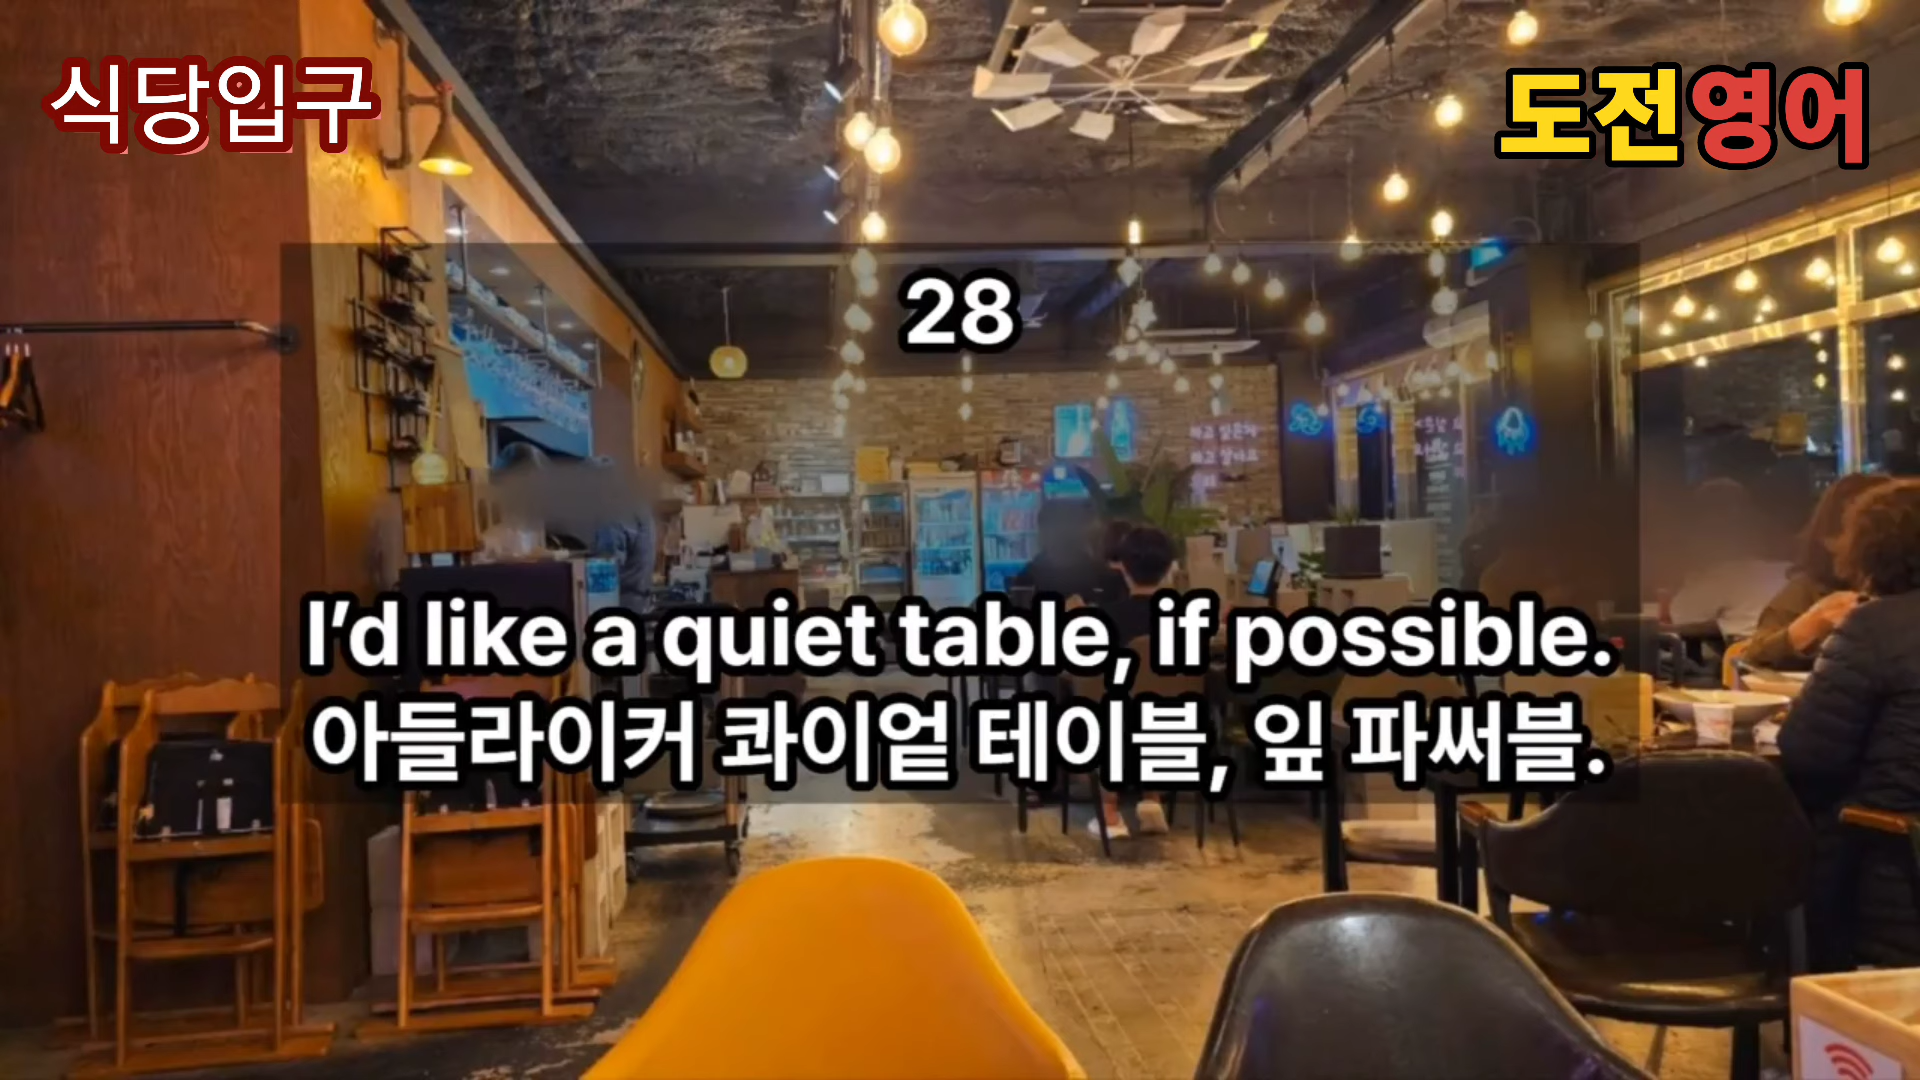 식당입구
도전영어
28
I’d like a quiet table, if possible.
아들라이커 콰이얻 테이블, 잎 파써블.